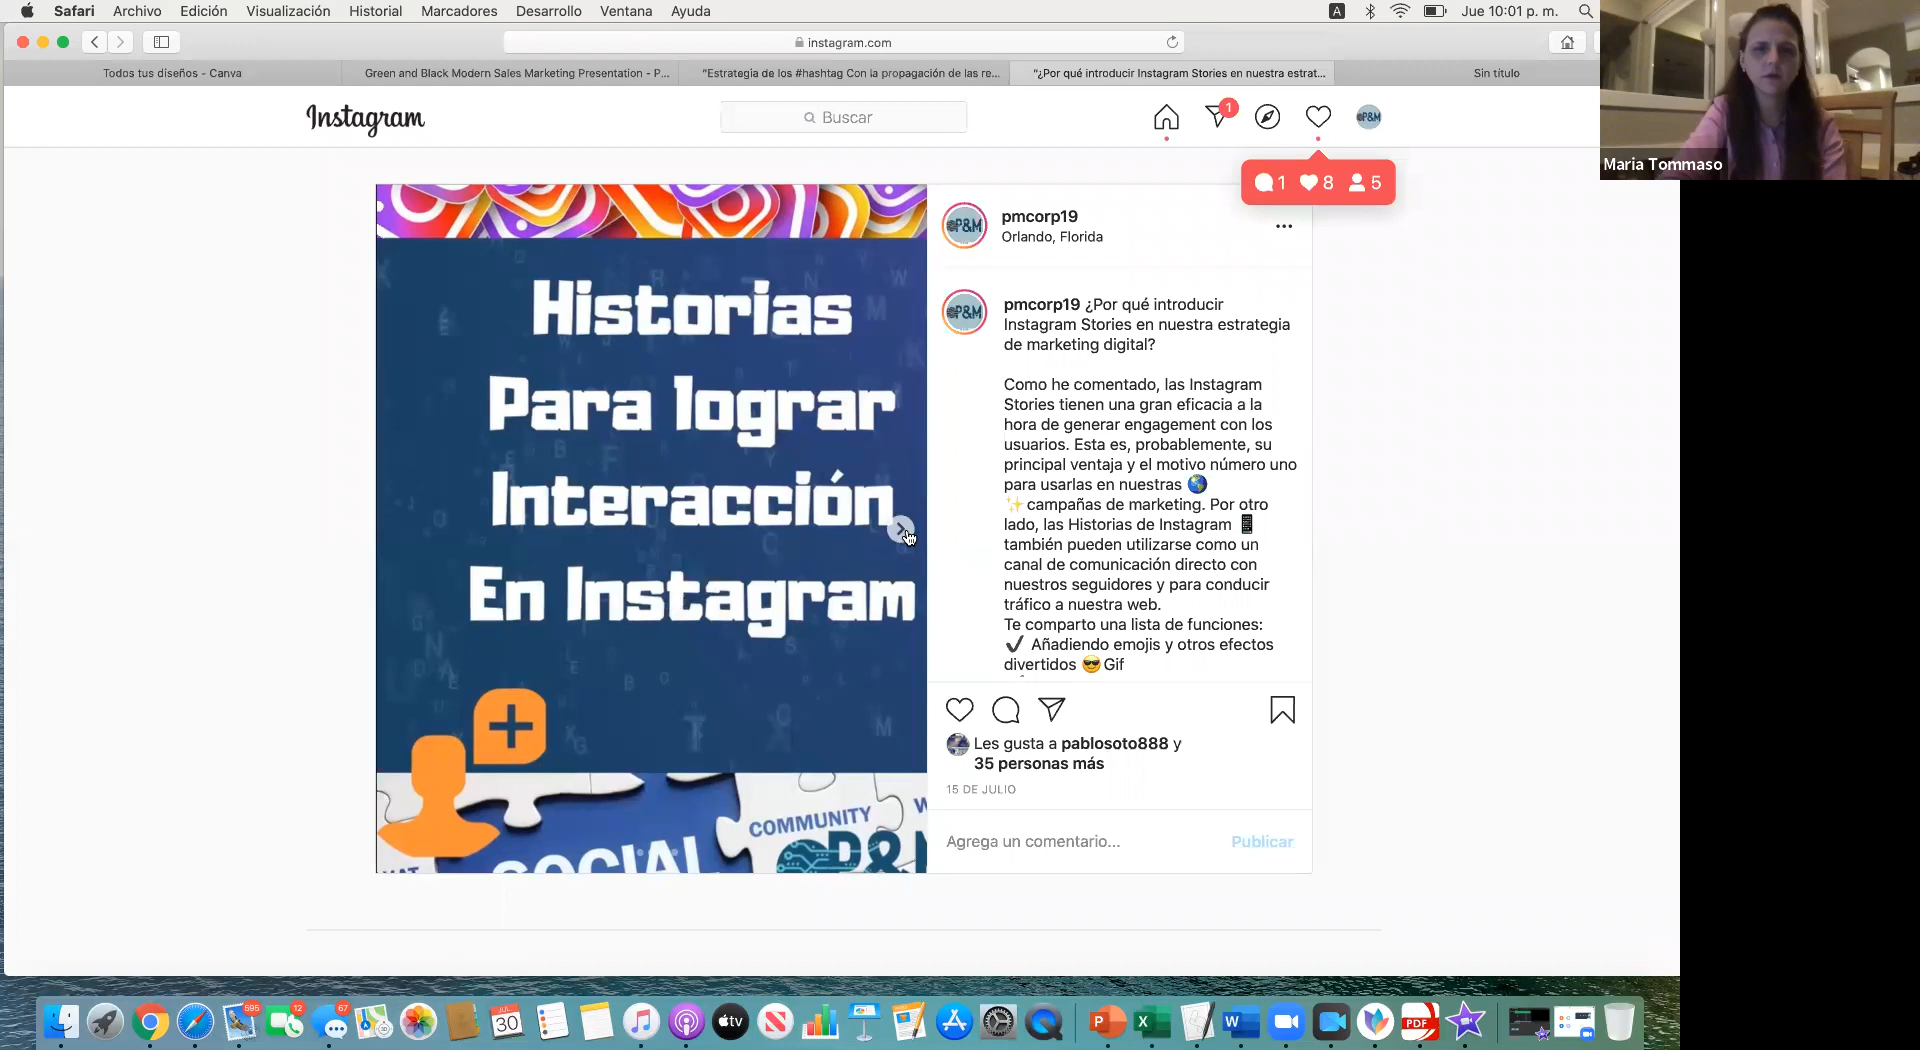 Safari Archivo Edición Visualización Historial Marcadores Desarrollo Ventana Ayuda
A
Jue 10:01 p. m.
instagram.com
Todos tus diseños - Canva
Green and Black Modern Sales Marketing Presentation - P...
"Estrategia de los #hashtag Con la propagación de las re...
"¿Por qué introducir Instagram Stories en nuestra estrat...
Sin título
Maria Tommaso
Instagram
Buscar
1
P&M
1 8 5
Historias
Para lograr
Interacción
En Instagram
SOCIAL
COMMUNITY
P&M
pmcorp19
Orlando, Florida
P&M
P&M
pmcorp19 ¿Por qué introducir
Instagram Stories en nuestra estrategia
de marketing digital?
Como he comentado, las Instagram
Stories tienen una gran eficacia a la
hora de generar engagement con los
usuarios. Esta es, probablemente, su
principal ventaja y el motivo número uno
para usarlas en nuestras 🌎
✨ campañas de marketing. Por otro
lado, las Historias de Instagram 📱
también pueden utilizarse como un
canal de comunicación directo con
nuestros seguidores y para conducir
tráfico a nuestra web.
Te comparto una lista de funciones:
✔ Añadiendo emojis y otros efectos
divertidos 😎Gif
Les gusta a pablosoto888 y
35 personas más
15 DE JULIO
Agrega un comentario...
Publicar
595
12
67
JUL
30
tv
P
X
W
PDF